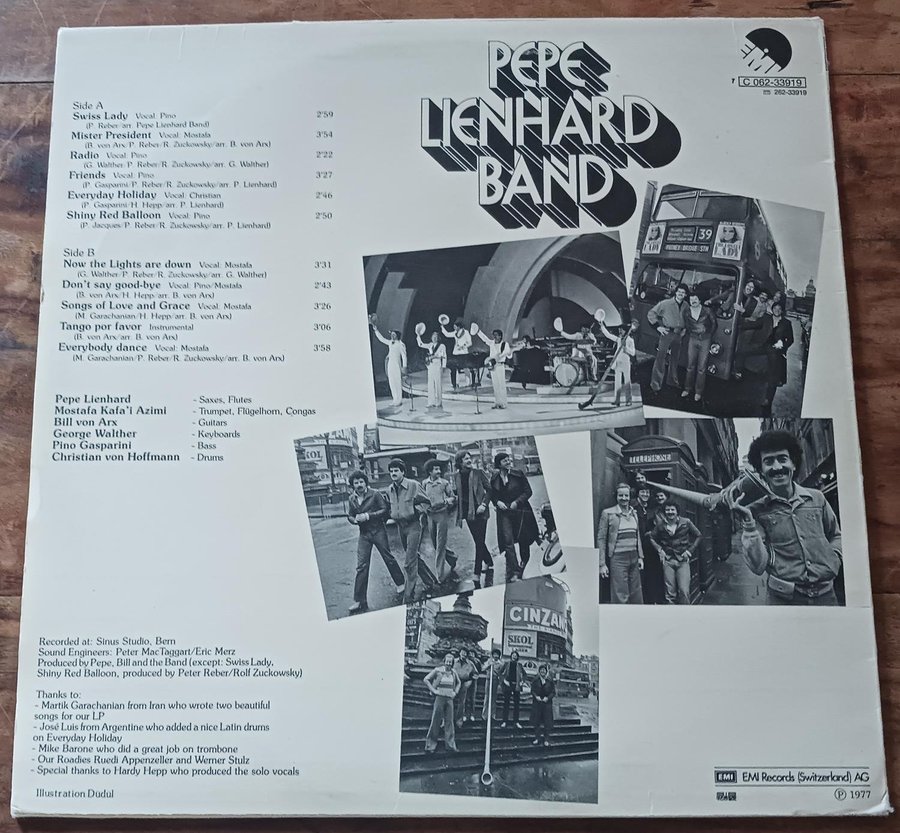 PEPE
LIENHARD
BAND
EMI
1 C 062-33919
EMI 262-33919
Side A
Swiss Lady Vocal: Pino 2'59
(P. Reber/arr. Pepe Lienhard Band)
Mister President Vocal: Mostafa 3'54
(B. von Arx/P. Reber/R. Zuckowsky/arr. B. von Arx)
Radio Vocal: Pino 2'22
(G. Walther/P. Reber/R. Zuckowsky/arr. G. Walther)
Friends Vocal: Pino 3'27
(P. Gasparini/P. Reber/R. Zuckowsky/arr. P. Lienhard)
Everyday Holiday Vocal: Christian 2'46
(P. Gasparini/H. Hepp/arr. P. Lienhard)
Shiny Red Balloon Vocal: Pino 2'50
(P. Jacques/P. Reber/R. Zuckowsky/arr. P. Lienhard)
Side B
Now the Lights are down Vocal: Mostafa 3'31
(G. Walther/P. Reber/R. Zuckowsky/arr. G. Walther)
Don't say good-bye Vocal: Pino/Mostafa 2'43
(B. von Arx/H. Hepp/arr. B. von Arx)
Songs of Love and Grace Vocal: Mostafa 3'26
(M. Garachanian/H. Hepp/arr. B. von Arx)
Tango por favor Instrumental 3'06
(B. von Arx/arr. B. von Arx)
Everybody dance Vocal: Mostafa 3'58
(M. Garachanian/P. Reber/R. Zuckowsky/arr. B. von Arx)
Pepe Lienhard - Saxes, Flutes
Mostafa Kafa'i Azimi - Trumpet, Flügelhorn, Congas
Bill von Arx - Guitars
George Walther - Keyboards
Pino Gasparini - Bass
Christian von Hoffmann - Drums
39
PUTNEY BRIDGE STN
LADY
TELEPHONE
SKOL
CINZAN
SKOL
Recorded at: Sinus Studio, Bern
Sound Engineers: Peter MacTaggart/Eric Merz
Produced by Pepe, Bill and the Band (except: Swiss Lady,
Shiny Red Balloon, produced by Peter Reber/Rolf Zuckowsky)
Thanks to:
- Martik Garachanian from Iran who wrote two beautiful
songs for our LP
- José Luis from Argentine who added a nice Latin drums
on Everyday Holiday
- Mike Barone who did a great job on trombone
- Our Roadies Ruedi Appenzeller and Werner Stulz
- Special thanks to Hardy Hepp who produced the solo vocals
Illustration Dudul
EMI EMI Records (Switzerland) AG
Ⓟ 1977